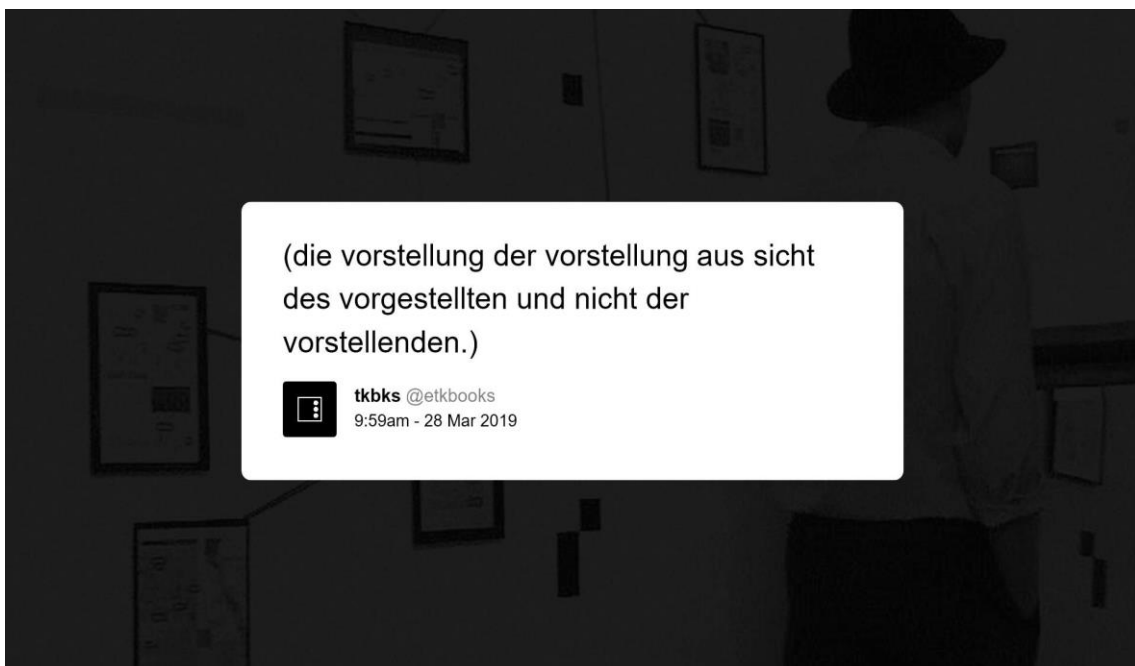 (die vorstellung der vorstellung aus sicht
des vorgestellten und nicht der
vorstellenden.)
tkbks @etkbooks
9:59am - 28 Mar 2019